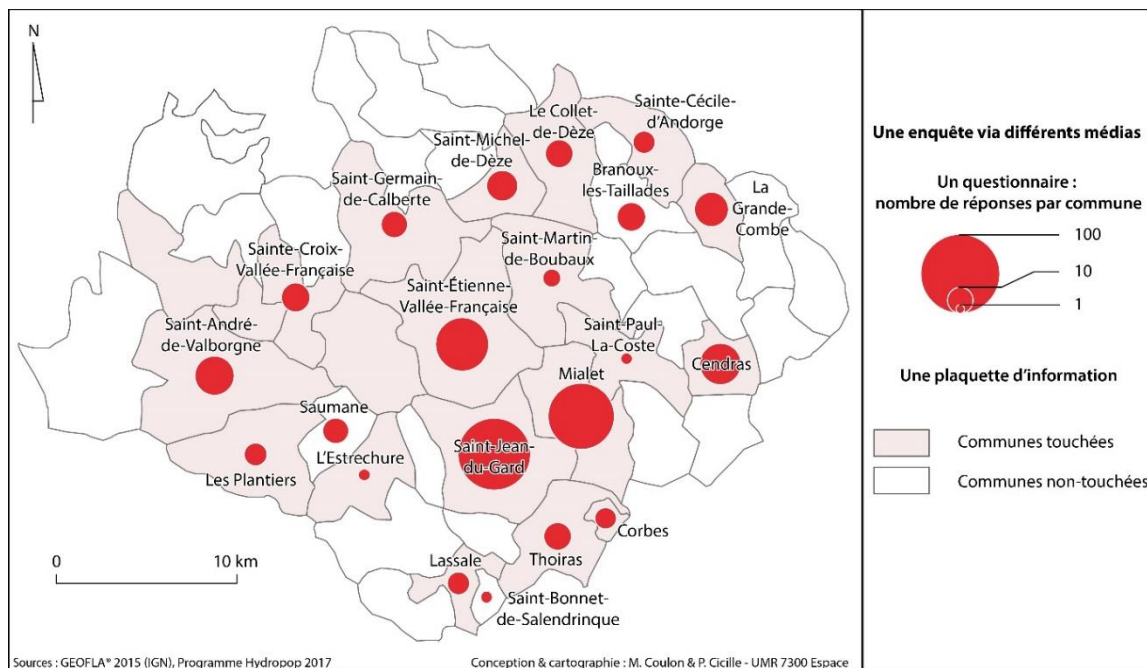 N
Le Collet-
de-Dèze
Sainte-Cécile-
d'Andorge
Saint-Michel-
de-Dèze
Branoux-
les-Taillades
La
Grande-
Combe
Saint-Germain-
de-Calberte
Saint-Martin-
de-Boubaux
Sainte-Croix-
Vallée-Française
Saint-Étienne-
Vallée-Française
Saint-André-
de-Valborgne
Saint-Paul-
La-Coste
Cendras
Mialet
Saumane
L'Estrechure
Saint-Jean-
du-Gard
Les Plantiers
Corbes
Thoiras
Lassale
Saint-Bonnet-
de-Salendrinque
0 10 km
Sources : GEOFLA® 2015 (IGN), Programme Hydropop 2017
Conception & cartographie : M. Coulon & P. Cicille - UMR 7300 Espace
Une enquête via différents médias
Un questionnaire :
nombre de réponses par commune
100
10
1
Une plaquette d'information
Communes touchées
Communes non-touchées